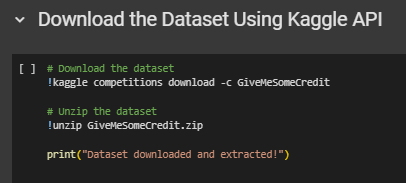 Download the Dataset Using Kaggle API
[ ] # Download the dataset
!kaggle competitions download -c GiveMeSomeCredit
# Unzip the dataset
!unzip GiveMeSomeCredit.zip
print("Dataset downloaded and extracted!")